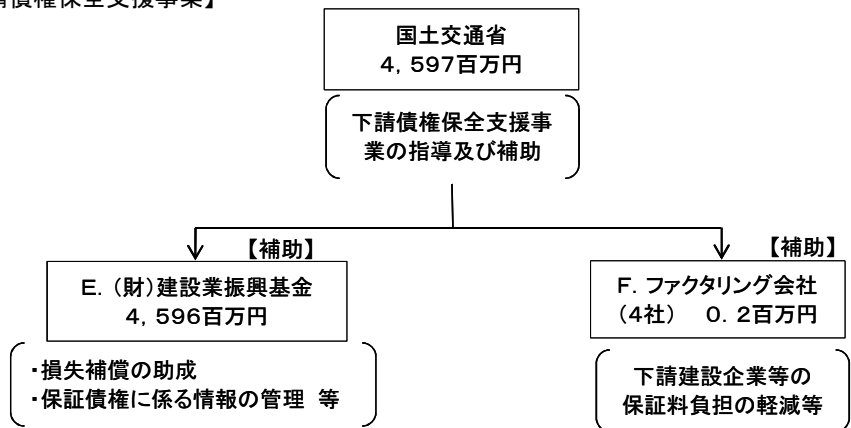 債権保全支援事業】
国土交通省
4,597百万円
下請債権保全支援事
業の指導及び補助
【補助】
E.(財)建設業振興基金
4,596百万円
・損失補償の助成
・保証債権に係る情報の管理 等
【補助】
F.ファクタリング会社
(4社) 0.2百万円
下請建設企業等の
保証料負担の軽減等